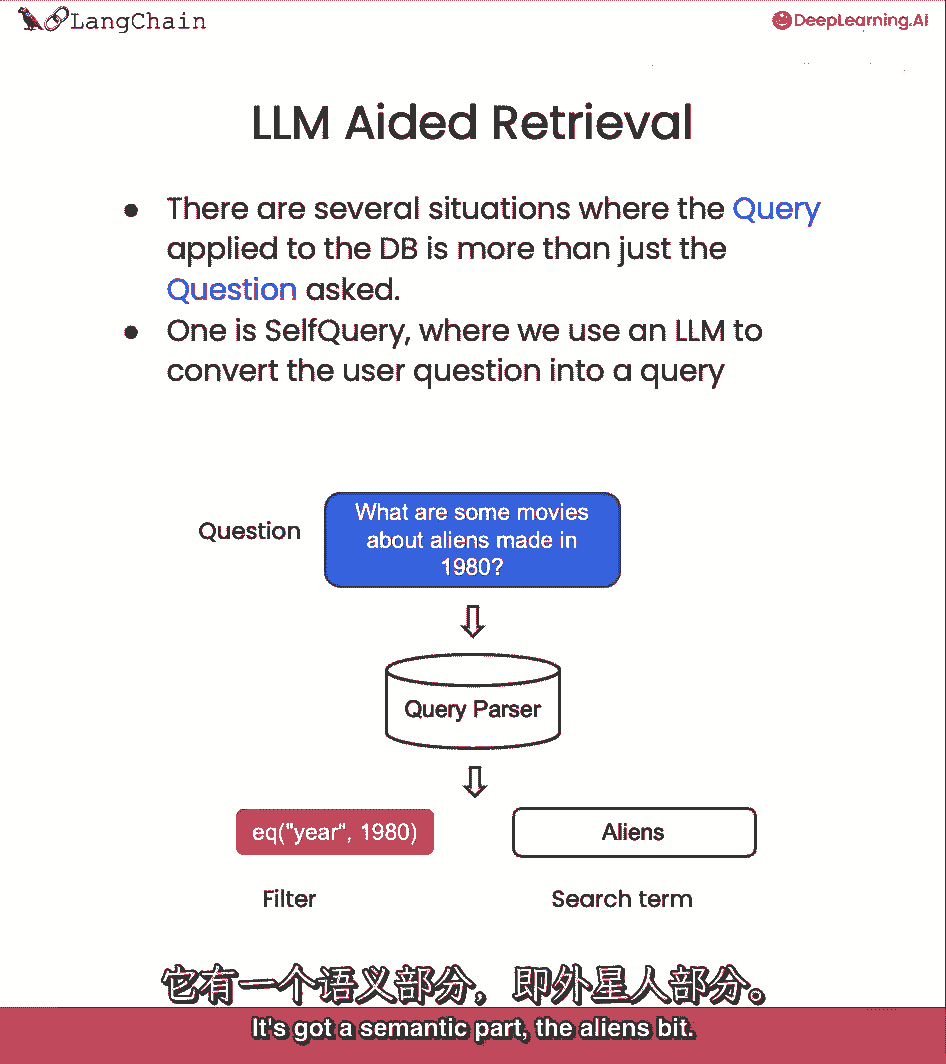 LangChain
DeepLearning.AI
LLM Aided Retrieval
● There are several situations where the Query
applied to the DB is more than just the
Question asked.
● One is SelfQuery, where we use an LLM to
convert the user question into a query
Question
What are some movies
about aliens made in
1980?
Query Parser
eq("year", 1980)
Aliens
Filter
Search term
它有一个语义部分，即外星人部分。
It's got a semantic part, the aliens bit.